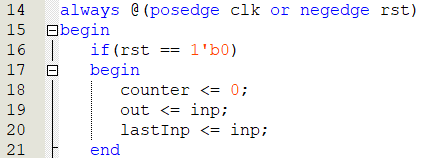 14 always @(posedge clk or negedge rst)
15 begin
16 if(rst == 1'b0)
17 begin
18 counter <= 0;
19 out <= inp;
20 lastInp <= inp;
21 end